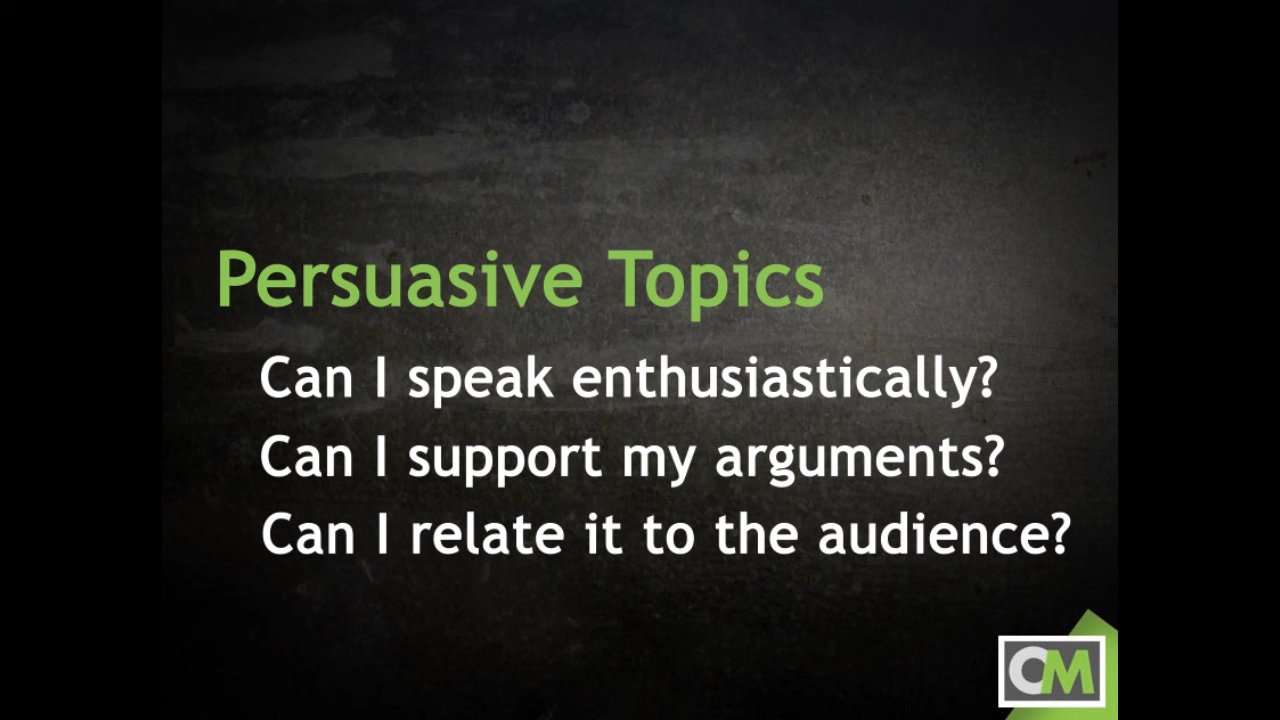 Persuasive Topics
Can I speak enthusiastically?
Can I support my arguments?
Can I relate it to the audience?
CM